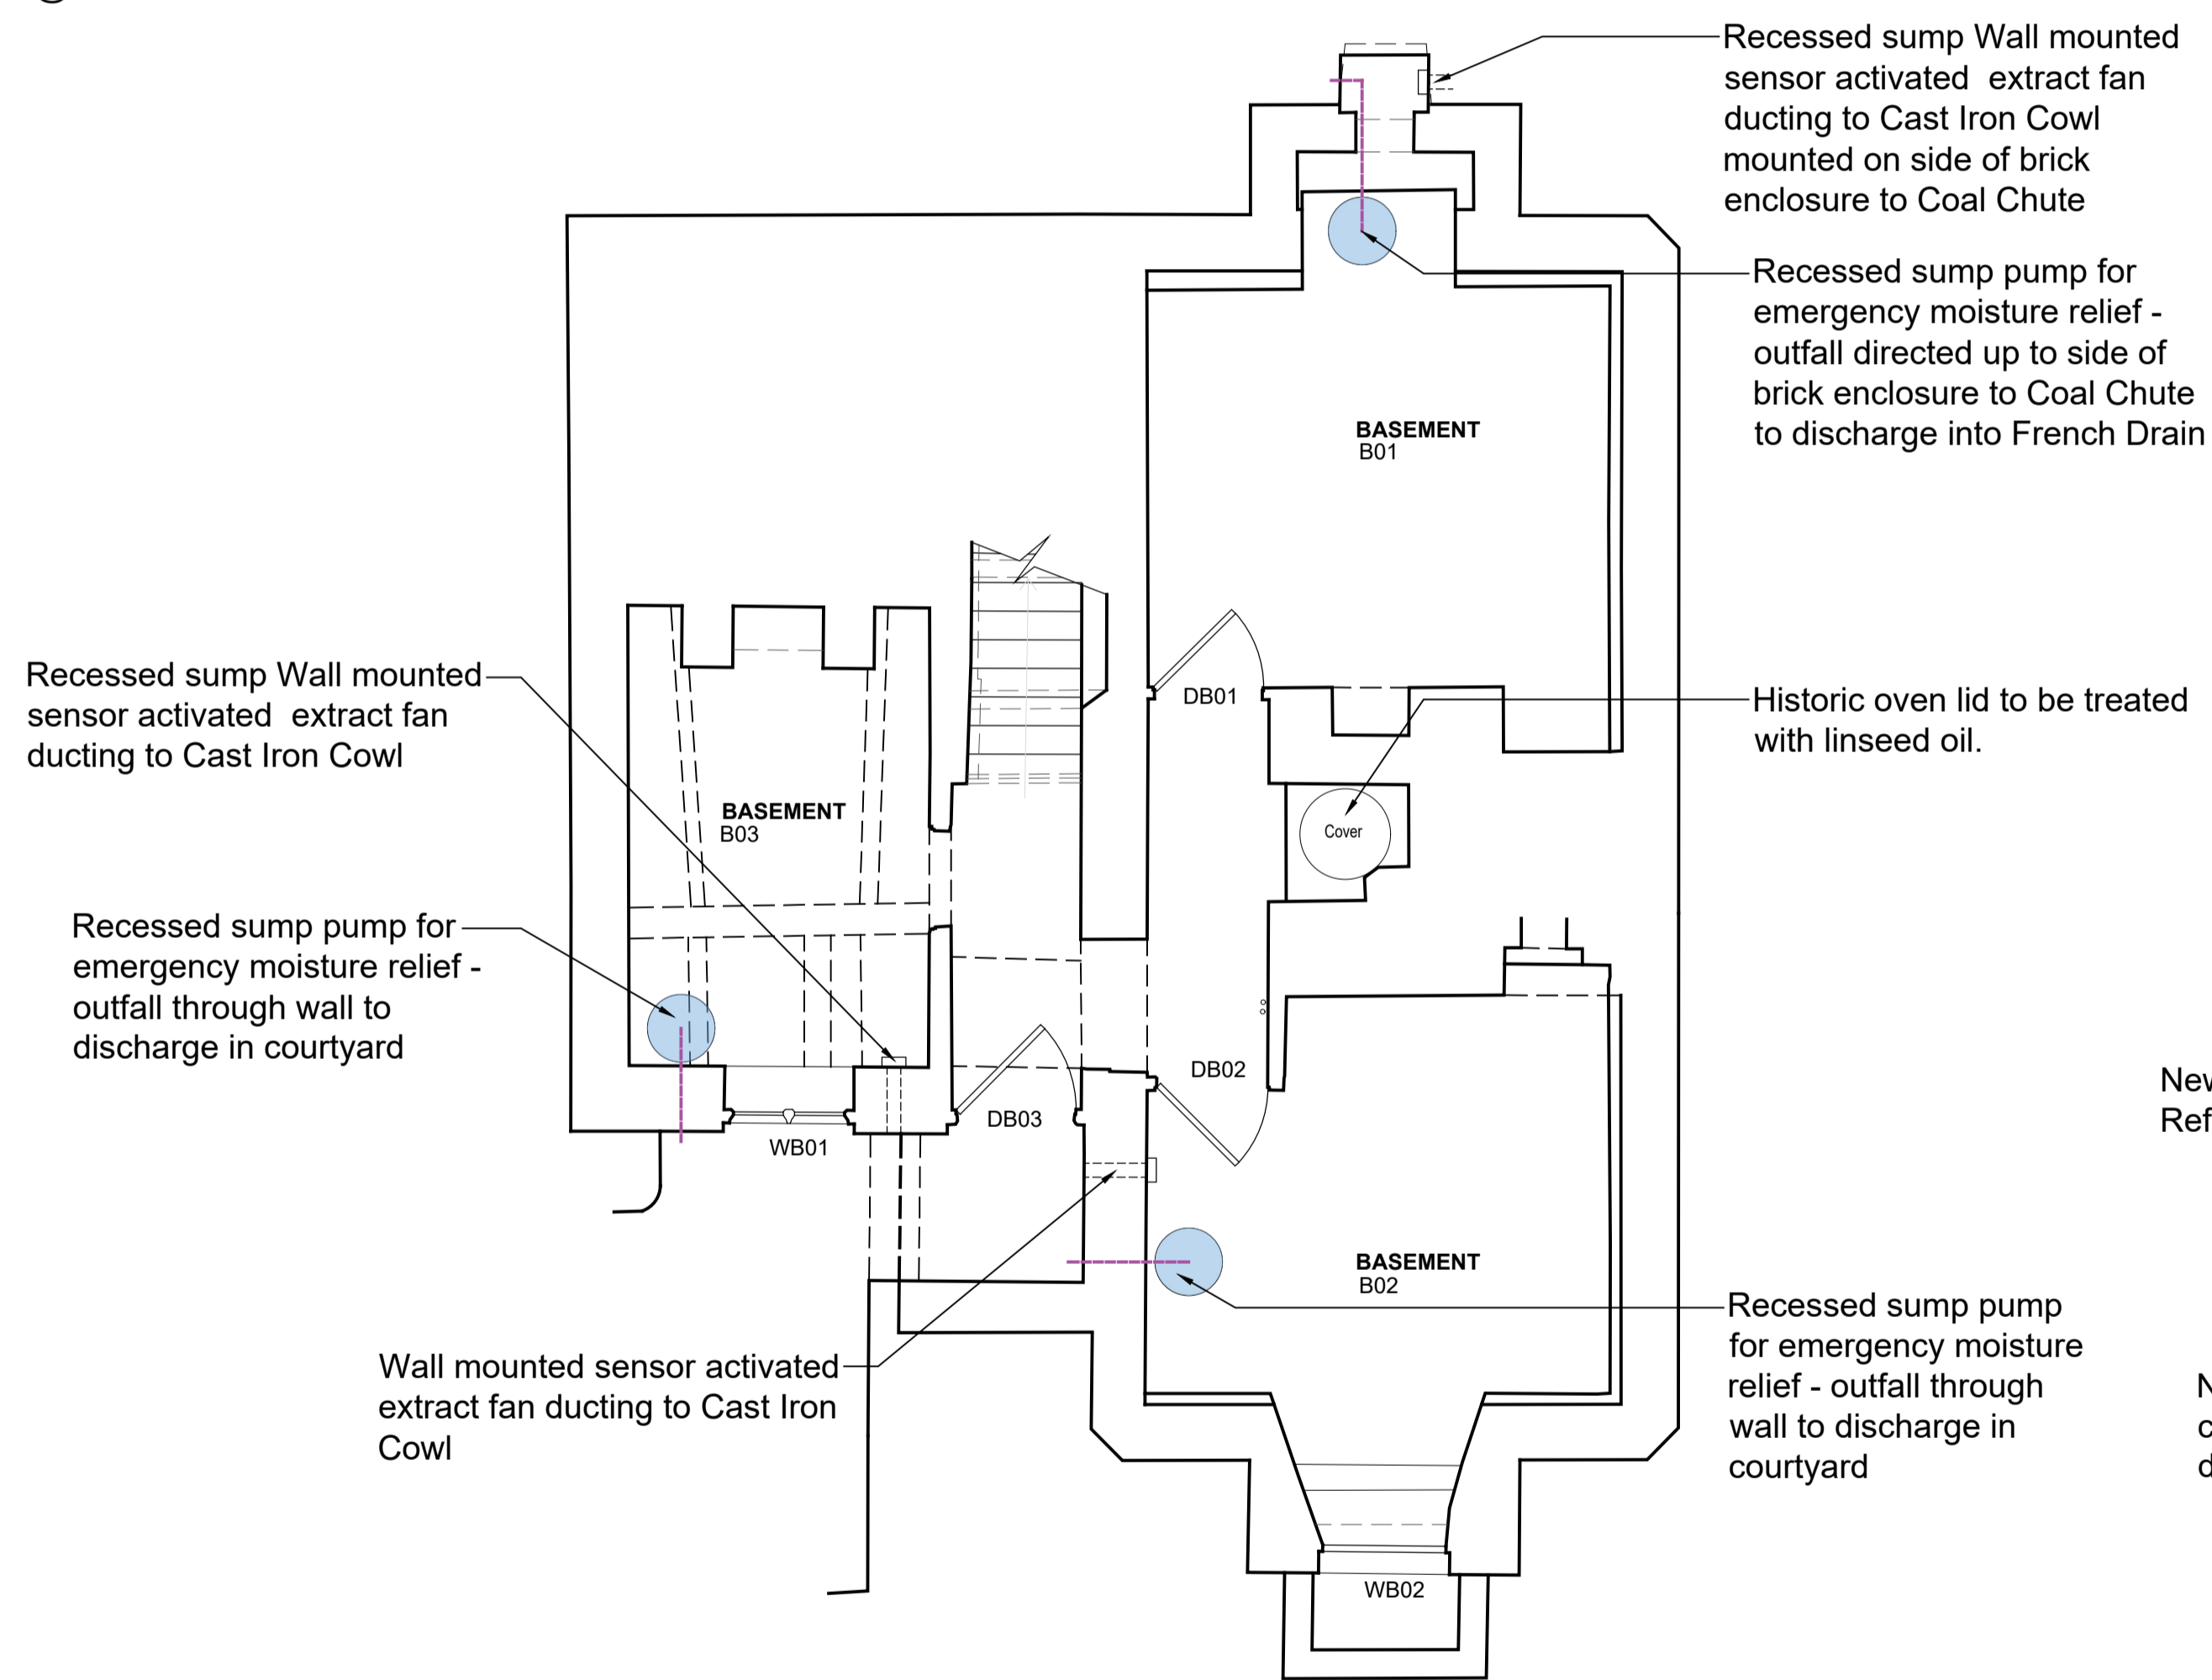 Recessed sump Wall mounted
sensor activated extract fan
ducting to Cast Iron Cowl
mounted on side of brick
enclosure to Coal Chute
Recessed sump pump for
emergency moisture relief -
outfall directed up to side of
brick enclosure to Coal Chute
to discharge into French Drain
BASEMENT
B01
Recessed sump Wall mounted
sensor activated extract fan
ducting to Cast Iron Cowl
DB01
Historic oven lid to be treated
with linseed oil.
BASEMENT
B03
Cover
Recessed sump pump for
emergency moisture relief -
outfall through wall to
discharge in courtyard
DB02
DB03
WB01
BASEMENT
B02
Recessed sump pump
for emergency moisture
relief - outfall through
wall to discharge in
courtyard
Wall mounted sensor activated
extract fan ducting to Cast Iron
Cowl
WB02